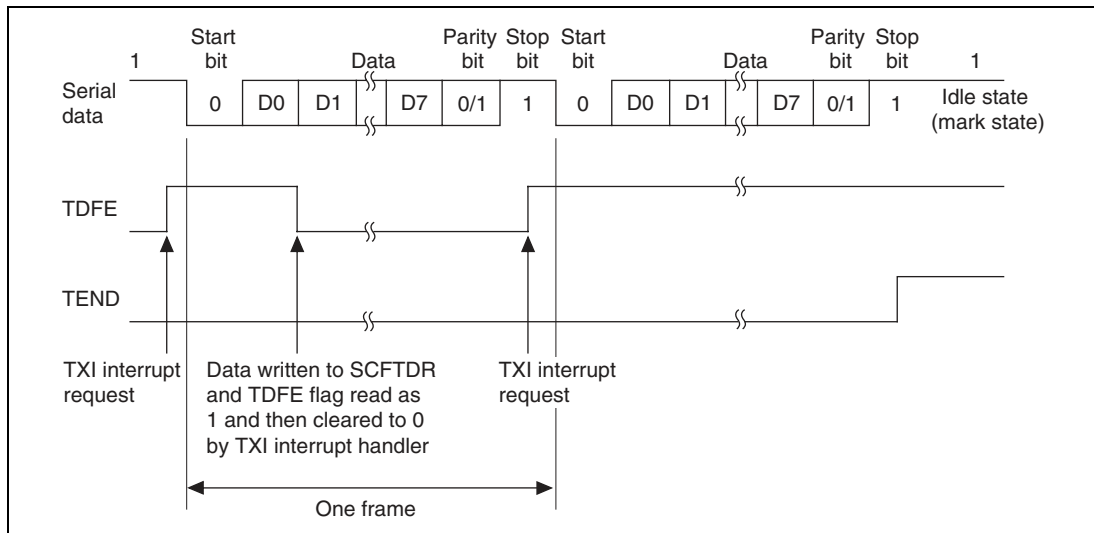 Start bit
Data
Parity bit
Stop bit
Start bit
Data
Parity bit
Stop bit
1
1
Serial data
0
D0
D1
D7
0/1
1
0
D0
D1
D7
0/1
1
Idle state
(mark state)
TDFE
TEND
TXI interrupt
request
Data written to SCFTDR
and TDFE flag read as
1 and then cleared to 0
by TXI interrupt handler
TXI interrupt
request
One frame